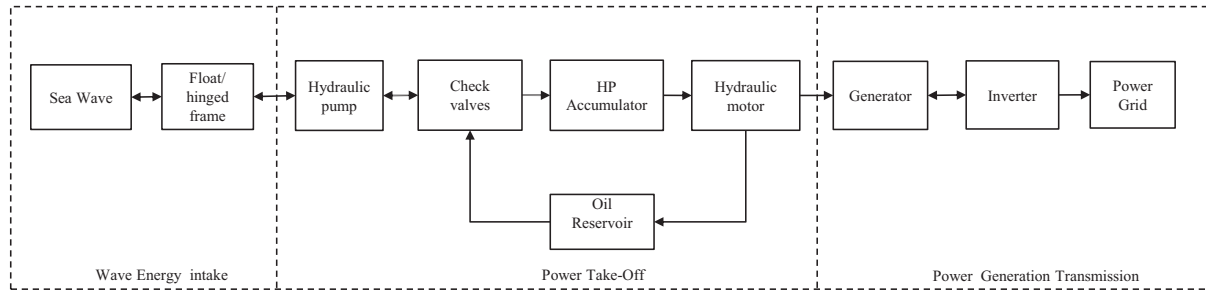 Sea Wave
Float/
hinged
frame
Hydraulic
pump
Check
valves
HP
Accumulator
Hydraulic
motor
Generator
Inverter
Power
Grid
Oil
Reservoir
Wave Energy intake
Power Take-Off
Power Generation Transmission